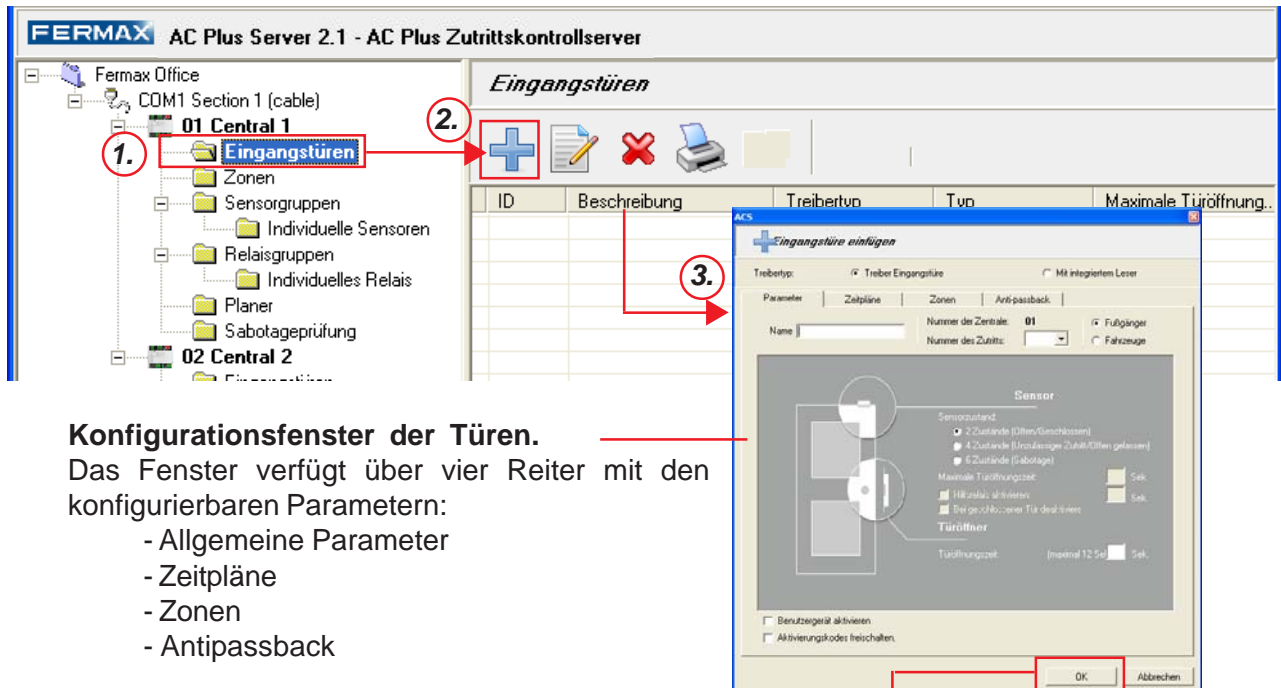 FERMAX AC Plus Server 2.1 - AC Plus Zutrittskontrollserver
Fermax Office
COM1 Section 1 (cable)
01 Central 1
1.
Eingangstüren
Zonen
Sensorgruppen
Individuelle Sensoren
Relaisgruppen
Individuelles Relais
Planer
Sabotageprüfung
02 Central 2
Eingangstüren
2.
Eingangstüren
ID Beschreibung Treibertyp Typ Maximale Türöffnung..
3.
ACS
Eingangstüre einfügen
Treibertyp: Treiber Eingangstüre Mit integriertem Leser
Parameter Zeitpläne Zonen Anti-passback
Name Nummer der Zentrale: 01 Fußgänger
Nummer des Zutritts: Fahrzeuge
Sensor
Sensorzustand:
2 Zustände (Offen/Geschlossen)
4 Zustände (Unzulässiger Zutritt/Offen gelassen)
6 Zustände (Sabotage)
Maximale Türöffnungszeit: Sek.
Hilfsrelais aktivieren: Sek.
Bei geschlossener Tür deaktivieren
Türöffner
Türöffnungszeit: (maximal 12 Sek Sek.
Benutzergerät aktivieren
Aktivierungskodes freischalten.
OK Abbrechen
Konfigurationsfenster der Türen.
Das Fenster verfügt über vier Reiter mit den
konfigurierbaren Parametern:
- Allgemeine Parameter
- Zeitpläne
- Zonen
- Antipassback